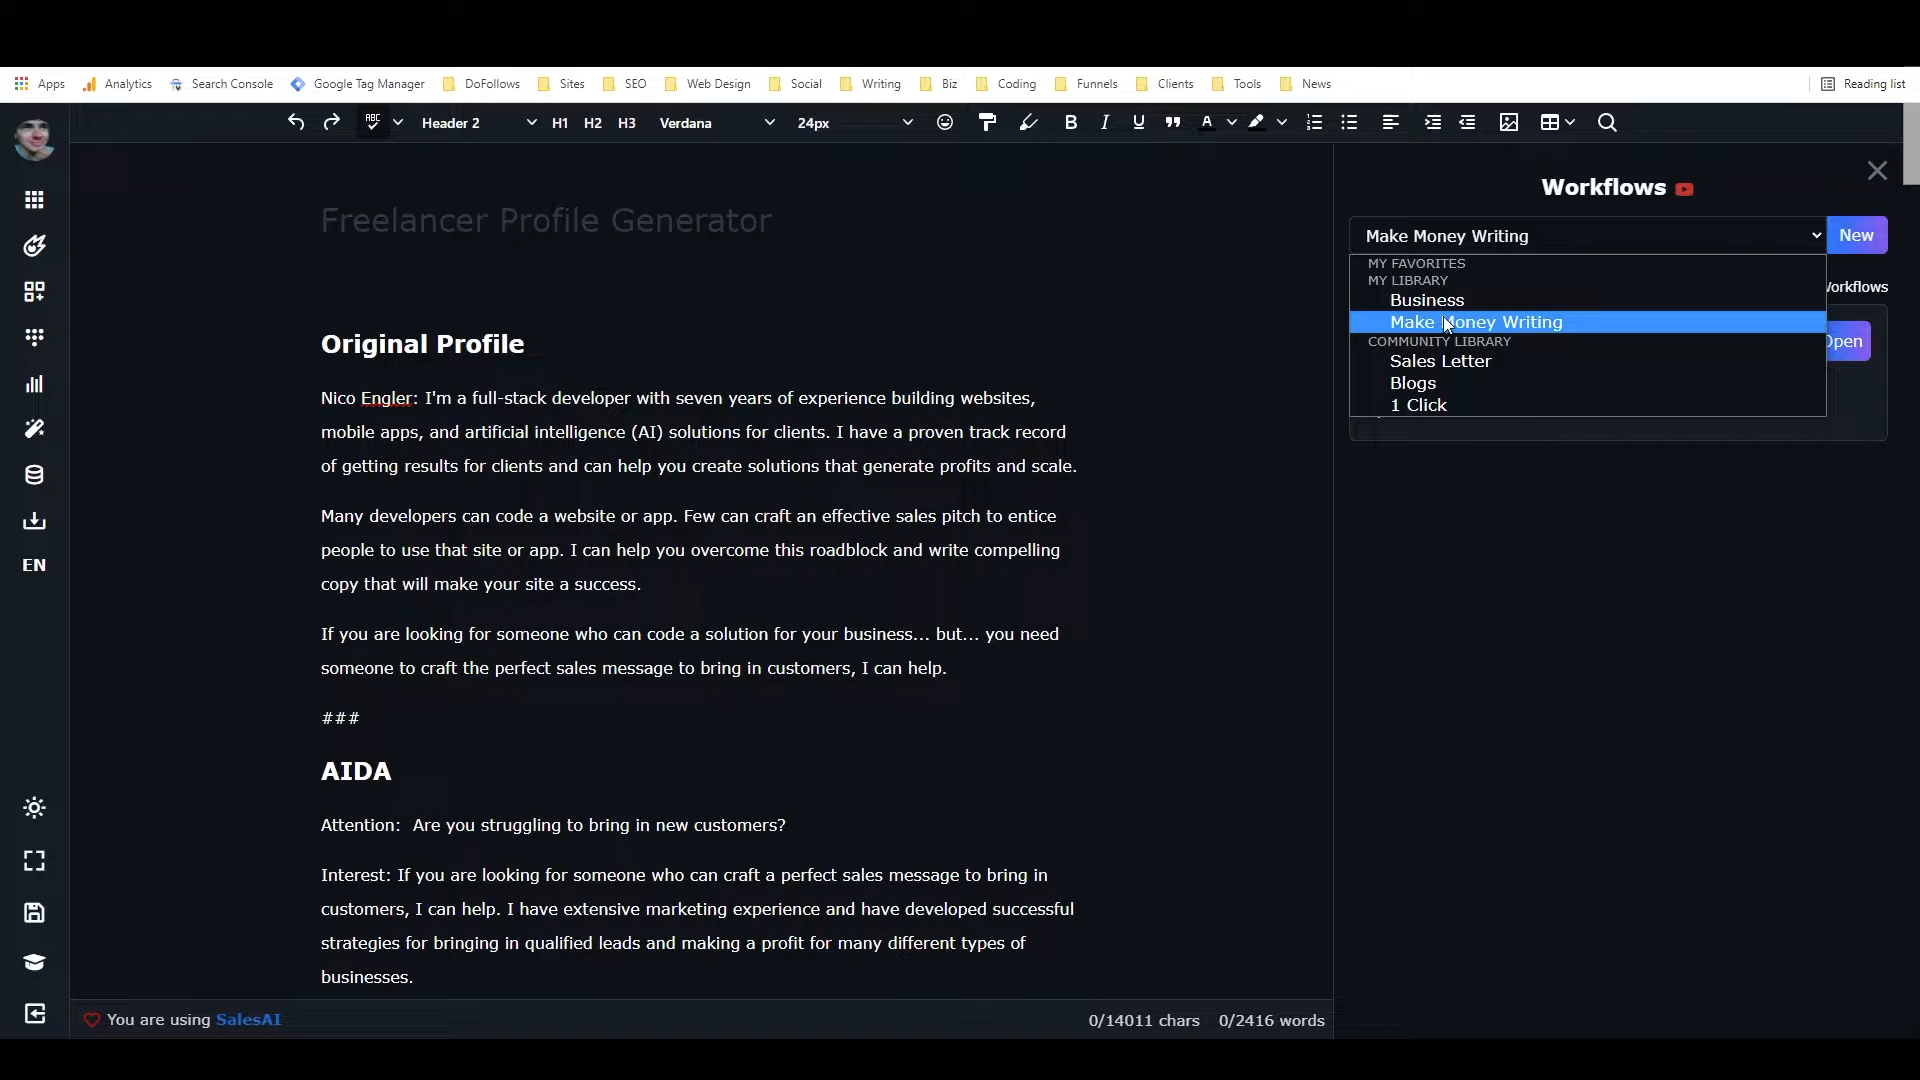 Apps Analytics Search Console Google Tag Manager DoFollows Sites SEO Web Design Social Writing Biz Coding Funnels Clients Tools News Reading list
ABC Header 2 H1 H2 H3 Verdana 24px B I U A
Workflows
Freelancer Profile Generator
Make Money Writing New
MY FAVORITES
MY LIBRARY
Business
Make Money Writing
COMMUNITY LIBRARY
Sales Letter
Blogs
1 Click
Workflows
Open
Original Profile
Nico Engler: I'm a full-stack developer with seven years of experience building websites,
mobile apps, and artificial intelligence (AI) solutions for clients. I have a proven track record
of getting results for clients and can help you create solutions that generate profits and scale.
Many developers can code a website or app. Few can craft an effective sales pitch to entice
people to use that site or app. I can help you overcome this roadblock and write compelling
copy that will make your site a success.
If you are looking for someone who can code a solution for your business... but... you need
someone to craft the perfect sales message to bring in customers, I can help.
###
AIDA
Attention: Are you struggling to bring in new customers?
Interest: If you are looking for someone who can craft a perfect sales message to bring in
customers, I can help. I have extensive marketing experience and have developed successful
strategies for bringing in qualified leads and making a profit for many different types of
businesses.
EN
You are using SalesAI
0/14011 chars 0/2416 words